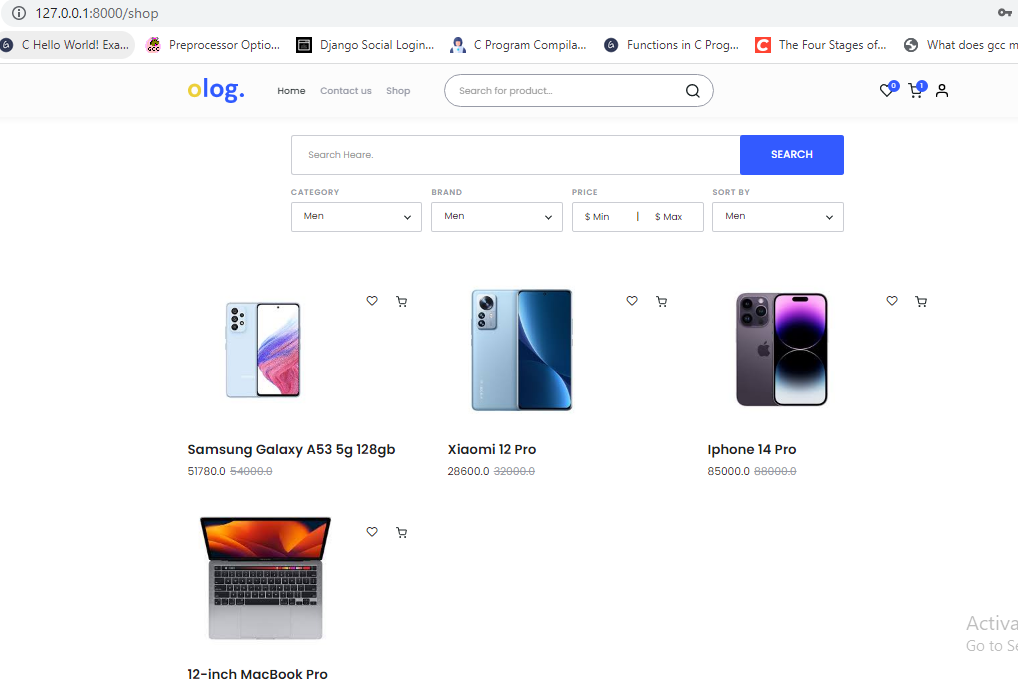 127.0.0.1:8000/shop
C Hello World! Exa... Preprocessor Optio... Django Social Login... C Program Compila... Functions in C Prog... The Four Stages of... What does gcc m
olog. Home Contact us Shop Search for product... 0 1
Search Heare. SEARCH
CATEGORY BRAND PRICE SORT BY
Men Men $ Min | $ Max Men
Samsung Galaxy A53 5g 128gb Xiaomi 12 Pro Iphone 14 Pro
51780.0 54000.0 28600.0 32000.0 85000.0 88000.0
12-inch MacBook Pro
Activa
Go to Se